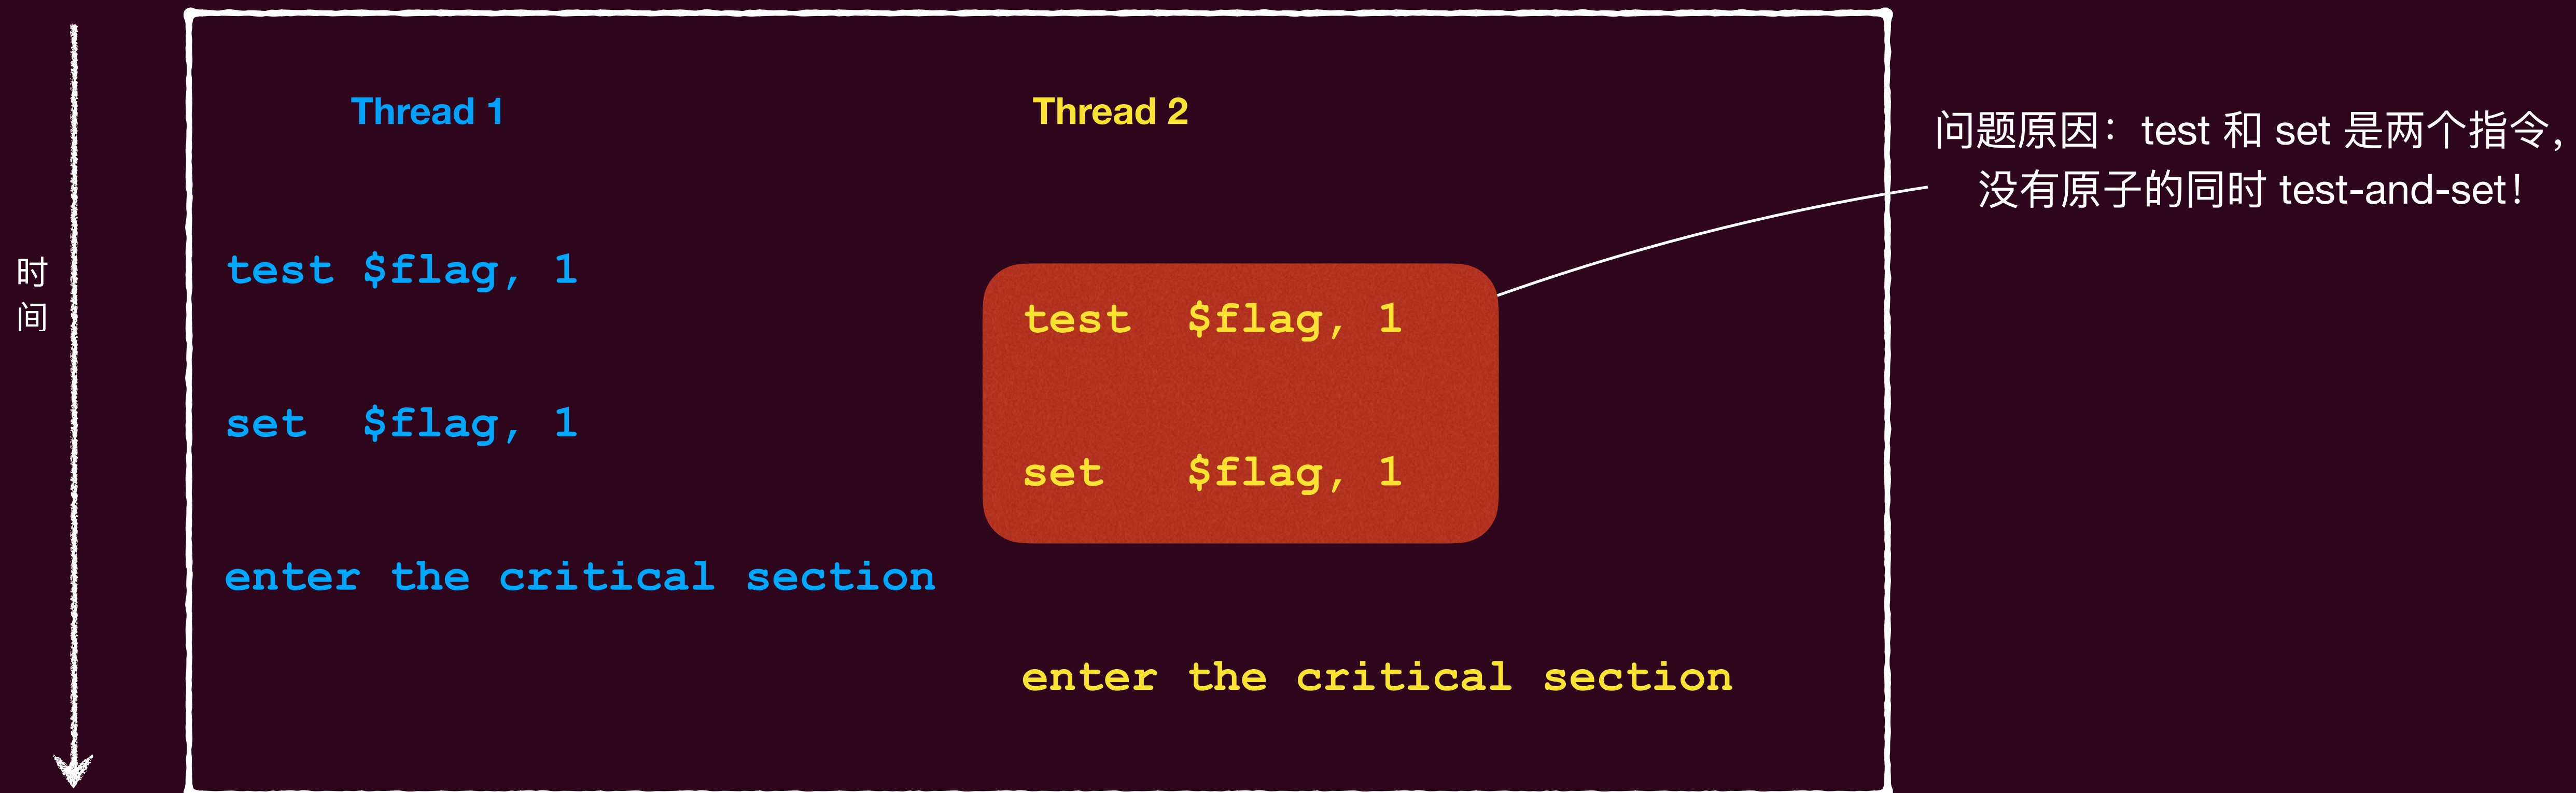 Thread 1
Thread 2
问题原因：test 和 set 是两个指令，
没有原子的同时 test-and-set！
时
间
test $flag, 1
test  $flag, 1
set  $flag, 1
set   $flag, 1
enter the critical section
enter the critical section